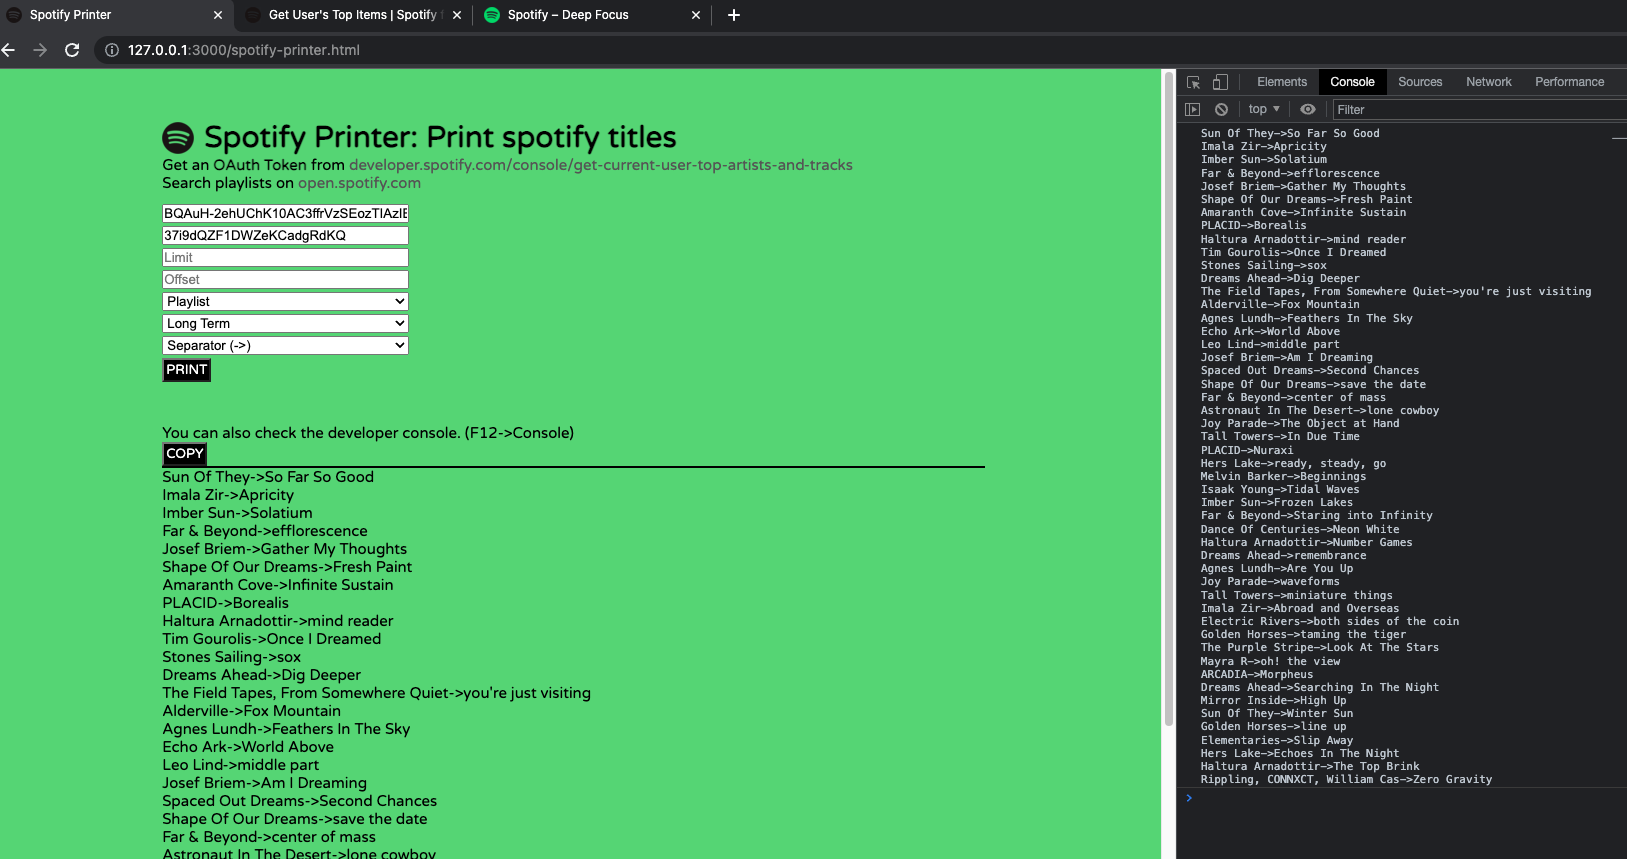 Spotify Printer
Get User's Top Items | Spotify
Spotify – Deep Focus
127.0.0.1:3000/spotify-printer.html
Spotify Printer: Print spotify titles
Get an OAuth Token from developer.spotify.com/console/get-current-user-top-artists-and-tracks
Search playlists on open.spotify.com
37i9dQZF1DWZeKCadgRdKQ
Limit
Offset
Playlist
Long Term
Separator (->)
PRINT
You can also check the developer console. (F12->Console)
COPY
Sun Of They->So Far So Good
Imala Zir->Apricity
Imber Sun->Solatium
Far & Beyond->efflorescence
Josef Briem->Gather My Thoughts
Shape Of Our Dreams->Fresh Paint
Amaranth Cove->Infinite Sustain
PLACID->Borealis
Haltura Arnadottir->mind reader
Tim Gourolis->Once I Dreamed
Stones Sailing->sox
Dreams Ahead->Dig Deeper
The Field Tapes, From Somewhere Quiet->you're just visiting
Alderville->Fox Mountain
Agnes Lundh->Feathers In The Sky
Echo Ark->World Above
Leo Lind->middle part
Josef Briem->Am I Dreaming
Spaced Out Dreams->Second Chances
Shape Of Our Dreams->save the date
Far & Beyond->center of mass
Astronaut In The Desert->lone cowboy
Elements Console Sources Network Performance
top Filter
Sun Of They->So Far So Good
Imala Zir->Apricity
Imber Sun->Solatium
Far & Beyond->efflorescence
Josef Briem->Gather My Thoughts
Shape Of Our Dreams->Fresh Paint
Amaranth Cove->Infinite Sustain
PLACID->Borealis
Haltura Arnadottir->mind reader
Tim Gourolis->Once I Dreamed
Stones Sailing->sox
Dreams Ahead->Dig Deeper
The Field Tapes, From Somewhere Quiet->you're just visiting
Alderville->Fox Mountain
Agnes Lundh->Feathers In The Sky
Echo Ark->World Above
Leo Lind->middle part
Josef Briem->Am I Dreaming
Spaced Out Dreams->Second Chances
Shape Of Our Dreams->save the date
Far & Beyond->center of mass
Astronaut In The Desert->lone cowboy
Joy Parade->The Object at Hand
Tall Towers->In Due Time
PLACID->Nuraxi
Hers Lake->ready, steady, go
Melvin Barker->Beginnings
Isaak Young->Tidal Waves
Imber Sun->Frozen Lakes
Far & Beyond->Staring into Infinity
Dance Of Centuries->Neon White
Haltura Arnadottir->Number Games
Dreams Ahead->remembrance
Agnes Lundh->Are You Up
Joy Parade->waveforms
Tall Towers->miniature things
Imala Zir->Abroad and Overseas
Electric Rivers->both sides of the coin
Golden Horses->taming the tiger
The Purple Stripe->Look At The Stars
Mayra R->oh! the view
ARCADIA->Morpheus
Dreams Ahead->Searching In The Night
Mirror Inside->High Up
Sun Of They->Winter Sun
Golden Horses->line up
Elementaries->Slip Away
Hers Lake->Echoes In The Night
Haltura Arnadottir->The Top Brink
Rippling, CONNXCT, William Cas->Zero Gravity